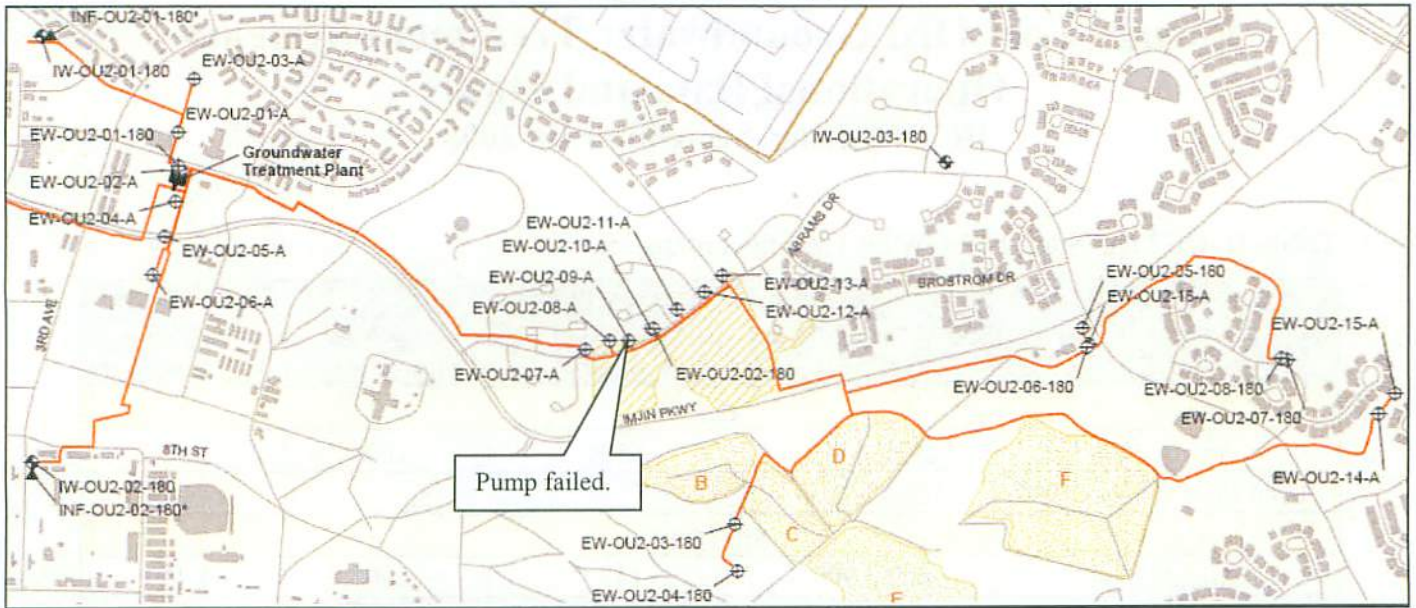 INF-OU2-01-180*
IW-OU2-01-180
EW-OU2-03-A
EW-OU2-01-A
EW-OU2-01-180
Groundwater
Treatment Plant
EW-OU2-02-A
EW-OU2-04-A
EW-OU2-05-A
EW-OU2-06-A
3RD AVE
IW-OU2-03-180
ABRAMS DR
BROSTROM DR
EW-OU2-11-A
EW-OU2-10-A
EW-OU2-09-A
EW-OU2-08-A
EW-OU2-13-A
EW-OU2-12-A
EW-OU2-07-A
EW-OU2-02-180
EW-OU2-05-180
EW-OU2-16-A
EW-OU2-15-A
EW-OU2-06-180
EW-OU2-08-180
EW-OU2-07-180
EW-OU2-14-A
IMJIN PKWY
8TH ST
Pump failed.
IW-OU2-02-180
INF-OU2-02-180*
B
C
D
F
EW-OU2-03-180
EW-OU2-04-180